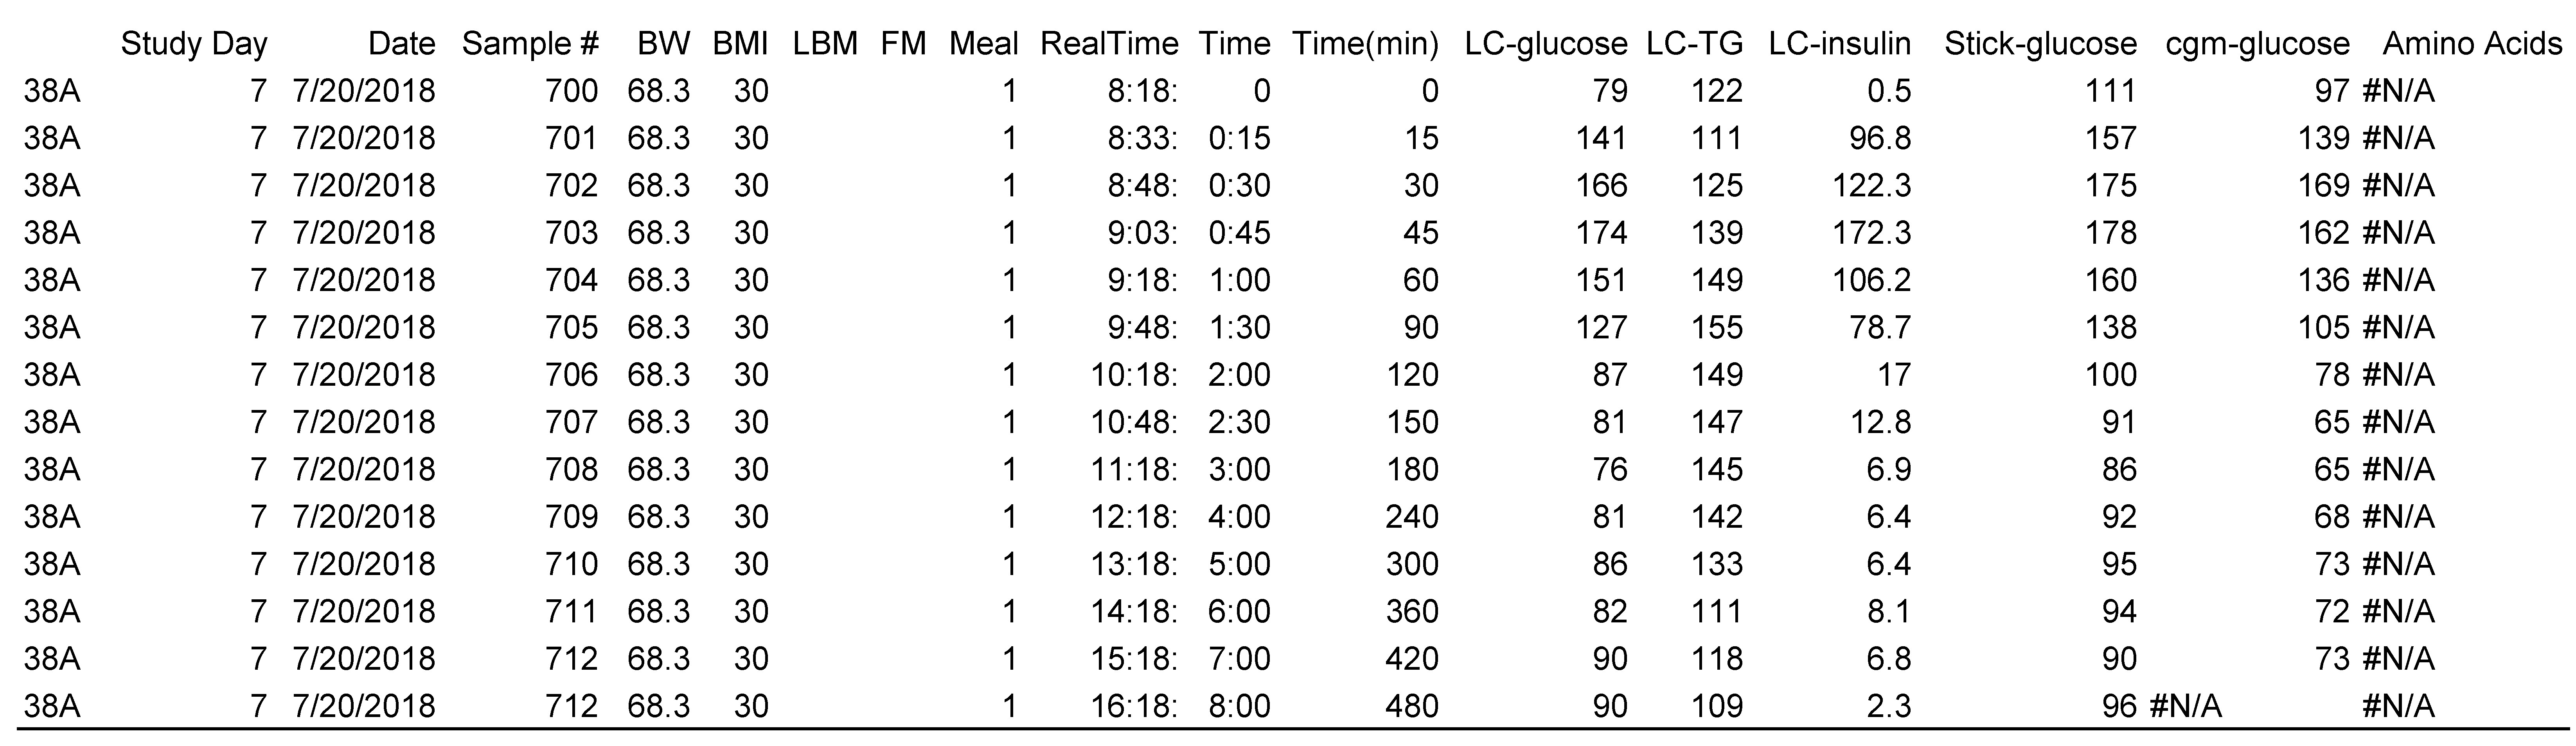 Study Day Date Sample # BW BMI LBM FM Meal RealTime Time Time(min) LC-glucose LC-TG LC-insulin Stick-glucose cgm-glucose Amino Acids
38A 7 7/20/2018 700 68.3 30 1 8:18: 0 0 79 122 0.5 111 97 #N/A
38A 7 7/20/2018 701 68.3 30 1 8:33: 0:15 15 141 111 96.8 157 139 #N/A
38A 7 7/20/2018 702 68.3 30 1 8:48: 0:30 30 166 125 122.3 175 169 #N/A
38A 7 7/20/2018 703 68.3 30 1 9:03: 0:45 45 174 139 172.3 178 162 #N/A
38A 7 7/20/2018 704 68.3 30 1 9:18: 1:00 60 151 149 106.2 160 136 #N/A
38A 7 7/20/2018 705 68.3 30 1 9:48: 1:30 90 127 155 78.7 138 105 #N/A
38A 7 7/20/2018 706 68.3 30 1 10:18: 2:00 120 87 149 17 100 78 #N/A
38A 7 7/20/2018 707 68.3 30 1 10:48: 2:30 150 81 147 12.8 91 65 #N/A
38A 7 7/20/2018 708 68.3 30 1 11:18: 3:00 180 76 145 6.9 86 65 #N/A
38A 7 7/20/2018 709 68.3 30 1 12:18: 4:00 240 81 142 6.4 92 68 #N/A
38A 7 7/20/2018 710 68.3 30 1 13:18: 5:00 300 86 133 6.4 95 73 #N/A
38A 7 7/20/2018 711 68.3 30 1 14:18: 6:00 360 82 111 8.1 94 72 #N/A
38A 7 7/20/2018 712 68.3 30 1 15:18: 7:00 420 90 118 6.8 90 73 #N/A
38A 7 7/20/2018 712 68.3 30 1 16:18: 8:00 480 90 109 2.3 96 #N/A #N/A